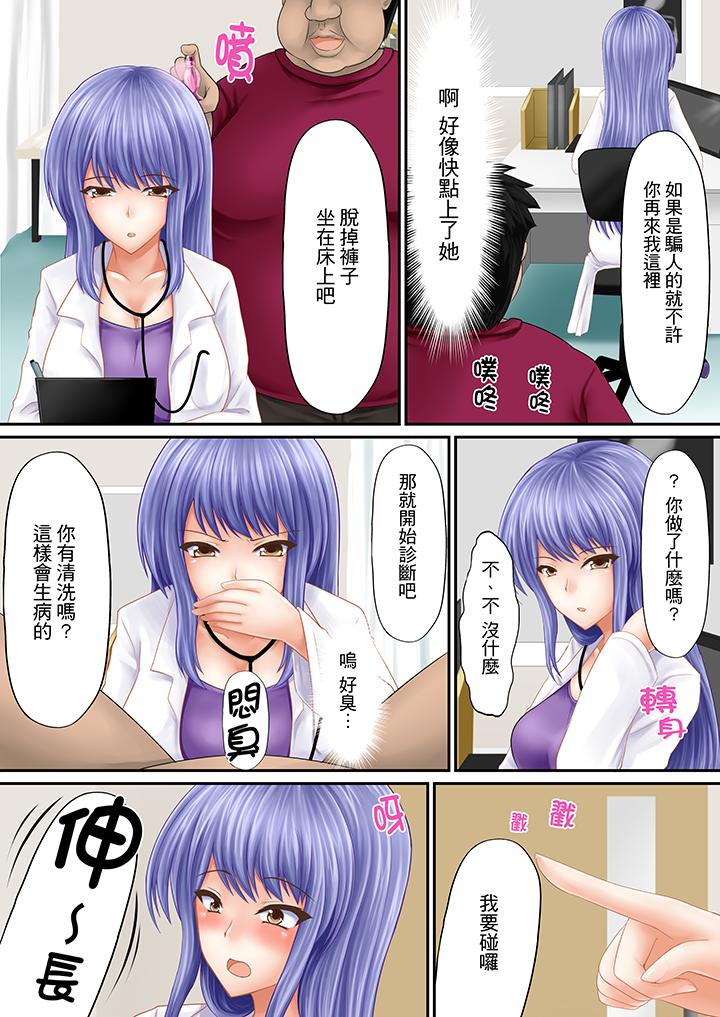 如果是騙人的就不許
你再來我這裡
啊 好像快點上了她
噗咚
噗咚
噴
脫掉褲子
坐在床上吧
？你做了什麼嗎？
不、不 沒什麼
轉身
那就開始診斷吧
嗚 好臭…
悶臭
你有清洗嗎？
這樣會生病的
戳
戳
我要碰囉
呀
伸～長